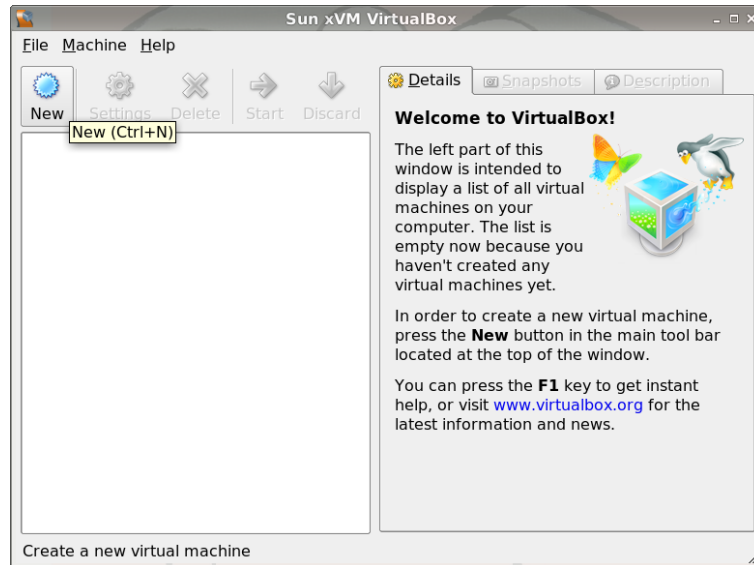 Sun xVM VirtualBox
File Machine Help
New Settings Delete Start Discard
New (Ctrl+N)
Details Snapshots Description
Welcome to VirtualBox!
The left part of this
window is intended to
display a list of all virtual
machines on your
computer. The list is
empty now because you
haven't created any
virtual machines yet.
In order to create a new virtual machine,
press the New button in the main tool bar
located at the top of the window.
You can press the F1 key to get instant
help, or visit www.virtualbox.org for the
latest information and news.
Create a new virtual machine